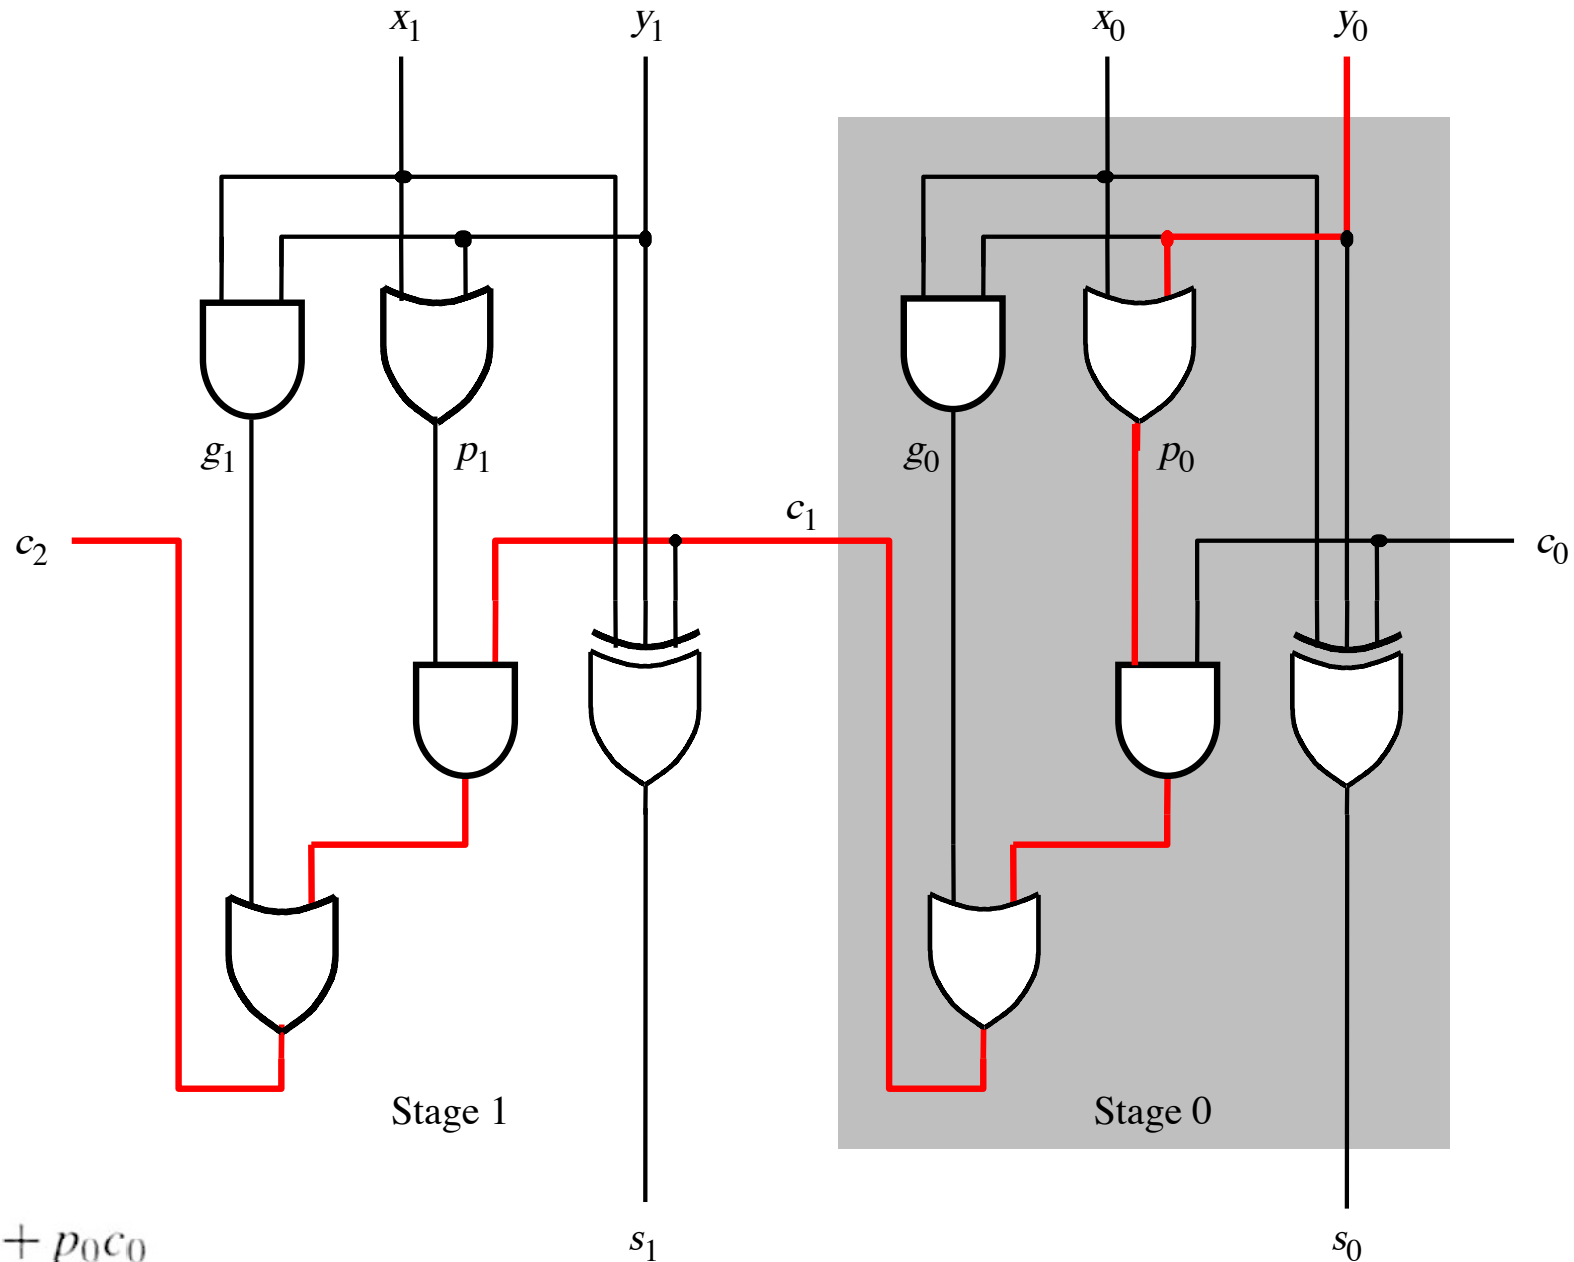 x₁ y₁ x₀ y₀
g₁ p₁ g₀ p₀
c₁
c₂ c₀
Stage 1 Stage 0
+ p₀c₀ s₁ s₀